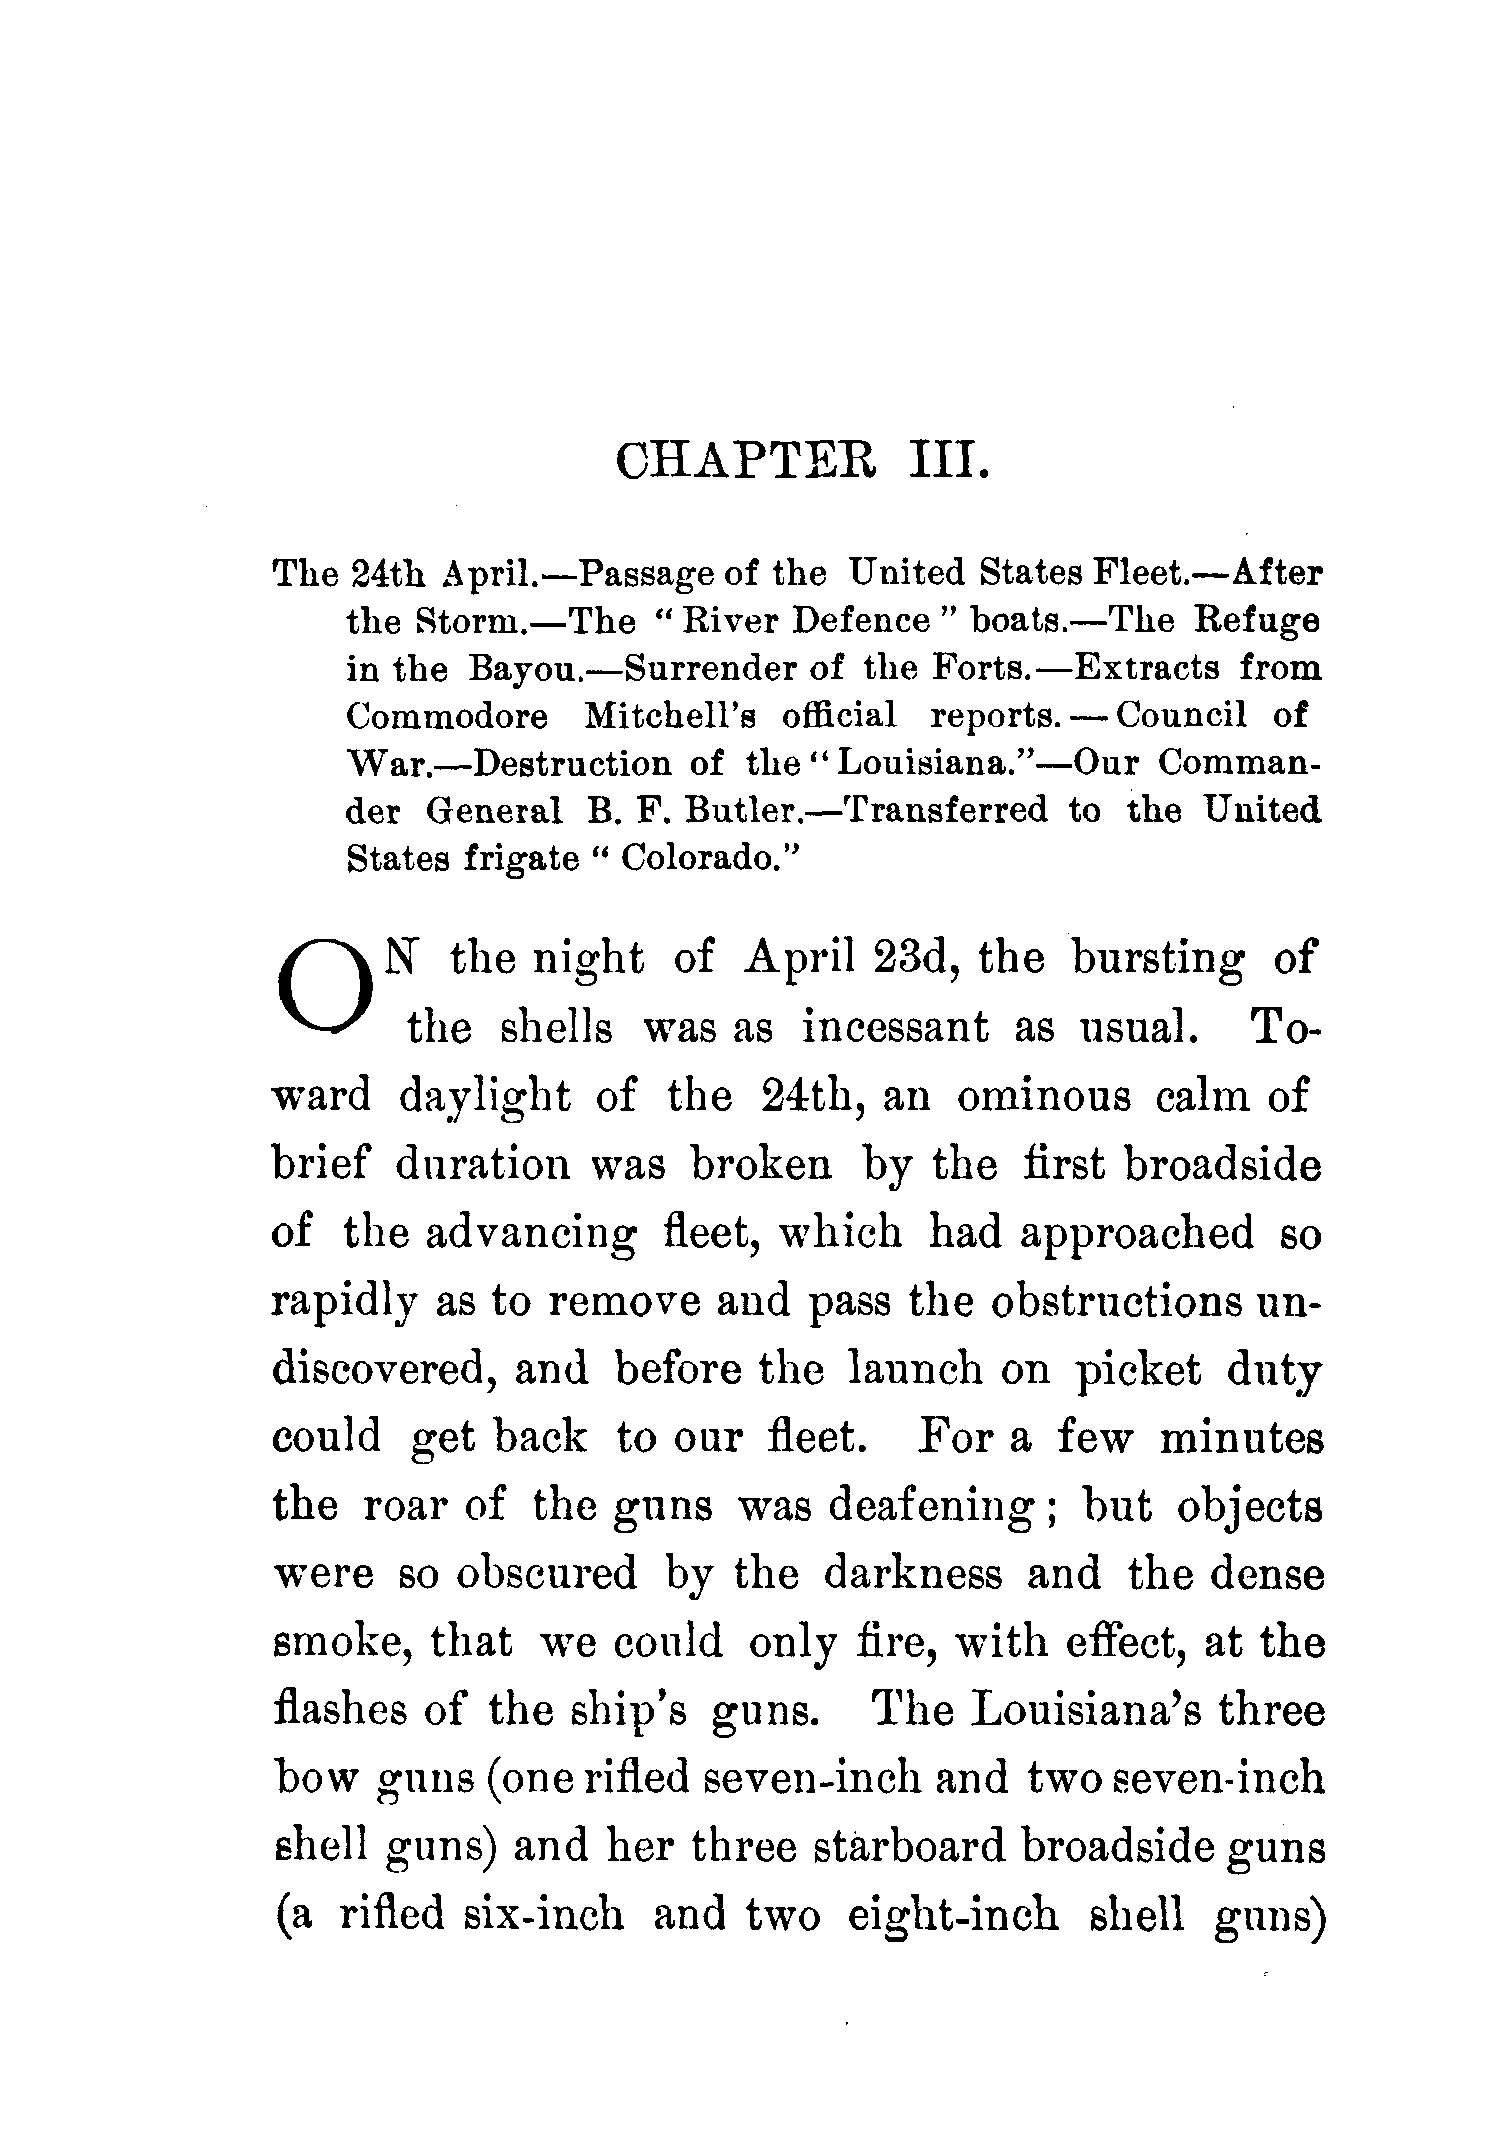 CHAPTER III.
The 24th April.—Passage of the United States Fleet.—After
the Storm.—The “ River Defence ” boats.—The Refuge
in the Bayou.—Surrender of the Forts.—Extracts from
Commodore Mitchell’s official reports. — Council of
War.—Destruction of the “ Louisiana.”—Our Comman-
der General B. F. Butler.—Transferred to the United
States frigate “ Colorado.”
ON the night of April 23d, the bursting of
the shells was as incessant as usual. To-
ward daylight of the 24th, an ominous calm of
brief duration was broken by the first broadside
of the advancing fleet, which had approached so
rapidly as to remove and pass the obstructions un-
discovered, and before the launch on picket duty
could get back to our fleet. For a few minutes
the roar of the guns was deafening ; but objects
were so obscured by the darkness and the dense
smoke, that we could only fire, with effect, at the
flashes of the ship’s guns. The Louisiana’s three
bow guns (one rifled seven-inch and two seven-inch
shell guns) and her three starboard broadside guns
(a rifled six-inch and two eight-inch shell guns)